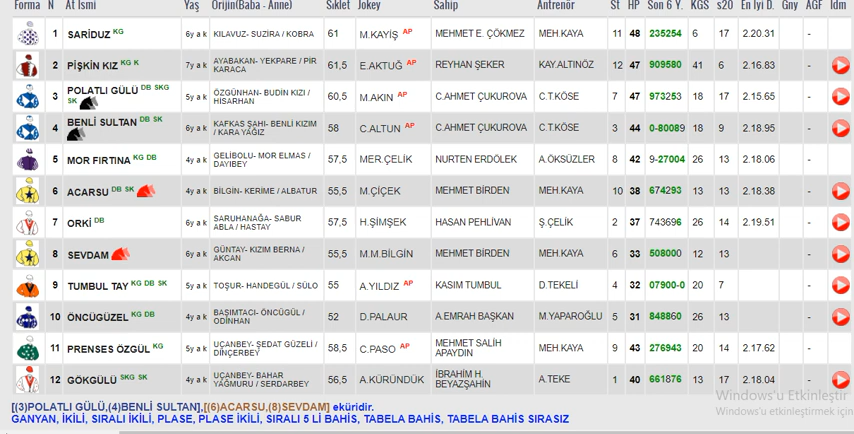 Forma N At İsmi Yaş Orijin(Baba - Anne) Sıklet Jokey Sahip Antrenör St HP Son 6 Y. KGS s20 En İyi D. Gny AGF İdm
1 SARIDUZ KG 6y a k KILAVUZ- SUZİRA / KOBRA 61 M.KAYIŞ AP MEHMET E. ÇÖKMEZ MEH.KAYA 11 48 235254 6 17 2.20.31 -
2 PİŞKİN KIZ KG K 7y a k AYABAKAN- YEKPARE / PİR KARACA 61,5 E.AKTUĞ AP REYHAN ŞEKER KAY.ALTINÖZ 12 47 909580 41 6 2.16.83 -
3 POLATLI GÜLÜ DB SKG SK 5y a k ÖZGÜNHAN- BUDİN KIZI / HİSARHAN 60,5 M.AKIN AP C.AHMET ÇUKUROVA C.T.KÖSE 7 47 973253 18 17 2.15.65 -
4 BENLİ SULTAN DB SK 6y a k KAFKAS ŞAHI- BENLİ KIZIM / KARA YAĞIZ 58 C.ALTUN AP C.AHMET ÇUKUROVA C.T.KÖSE 3 44 0-80089 18 9 2.18.95 -
5 MOR FIRTINA KG DB 4y a k GELİBOLU- MOR ELMAS / DAYIBEY 57,5 MER.ÇELİK NURTEN ERDÖLEK A.ÖKSÜZLER 8 42 9-27004 26 13 2.18.06 -
6 ACARSU DB SK 4y a k BİLGİN- KERİME / ALBATUR 55,5 M.ÇİÇEK MEHMET BİRDEN MEH.KAYA 10 38 674293 13 13 2.18.38 -
7 ORKİ DB 6y a k SARUHANAĞA- SABUR ABLA / HASTAY 57,5 H.ŞİMŞEK HASAN PEHLİVAN S.ÇELİK 2 37 743696 26 14 2.19.51 -
8 SEVDAM 6y a k GÜNTAY- KIZIM BERNA / AKCAN 55,5 M.M.BİLGİN MEHMET BİRDEN MEH.KAYA 6 33 508000 12 13 -
9 TUMBUL TAY KG DB SK 5y a k TOŞUR- HANDEGÜL / SÜLO 55 A.YILDIZ AP KASIM TUMBUL D.TEKELİ 4 32 07900-0 20 7 -
10 ÖNCÜGÜZEL KG DB 4y a k BAŞIMTACI- ÖNCÜGÜL / ODİNHAN 52 D.PALAUR A.EMRAH BAŞKAN M.YAPAROĞLU 5 31 848860 26 13 -
11 PRENSES ÖZGÜL KG 5y a k UÇANBEY- SEDAT GÜZELİ / DİNÇERBEY 58,5 C.PASO AP MEHMET SALİH APAYDIN MEH.KAYA 9 43 276943 20 14 2.17.62 -
12 GÖKGÜLÜ SKG SK 4y a k UÇANBEY- BAHAR YAĞMURU / SERDARBEY 56,5 A.KÜRÜNDÜK İBRAHİM H. BEYAZŞAHİN A.TEKE 1 40 661876 13 17 2.18.04 -
Windows'u Etkinleştir
Windows'u etkinleştirmek için
[(3)POLATLI GÜLÜ,(4)BENLİ SULTAN],[(6)ACARSU,(8)SEVDAM] eküridir.
GANYAN, İKİLİ, SIRALI İKİLİ, PLASE, PLASE İKİLİ, SIRALI 5 Lİ BAHİS, TABELA BAHİS, TABELA BAHİS SIRASIZ